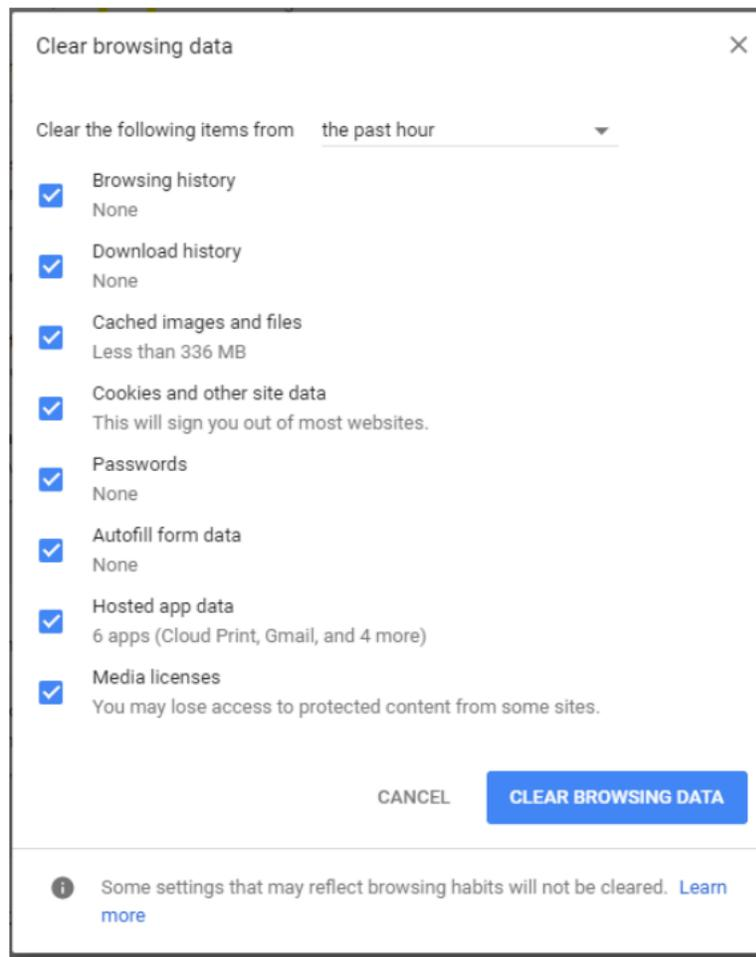 Clear browsing data
Clear the following items from the past hour
Browsing history
None
Download history
None
Cached images and files
Less than 336 MB
Cookies and other site data
This will sign you out of most websites.
Passwords
None
Autofill form data
None
Hosted app data
6 apps (Cloud Print, Gmail, and 4 more)
Media licenses
You may lose access to protected content from some sites.
CANCEL CLEAR BROWSING DATA
Some settings that may reflect browsing habits will not be cleared. Learn
more